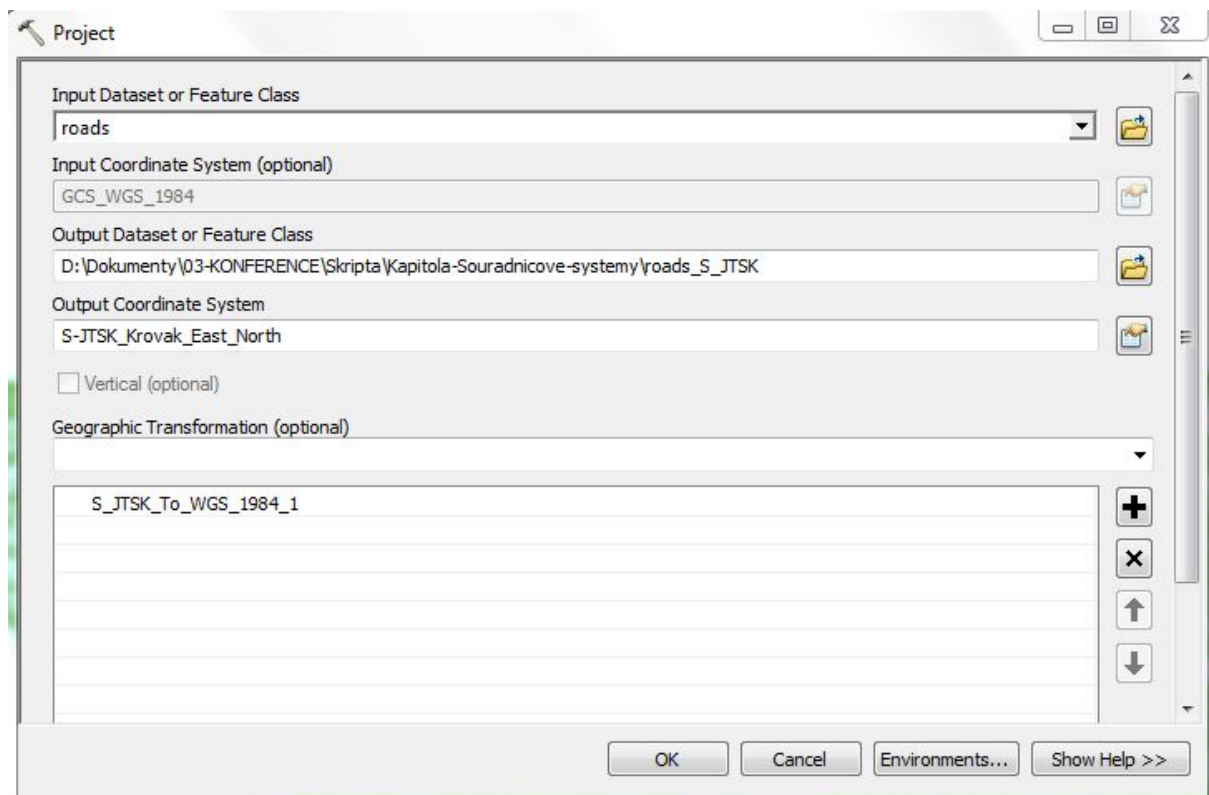 Project
Input Dataset or Feature Class
roads
Input Coordinate System (optional)
GCS_WGS_1984
Output Dataset or Feature Class
D:\Dokumenty\03-KONFERENCE\Skripta\Kapitola-Souradnicove-systemy\roads_S_JTSK
Output Coordinate System
S-JTSK_Krovak_East_North
Vertical (optional)
Geographic Transformation (optional)
S_JTSK_To_WGS_1984_1
OK Cancel Environments... Show Help >>